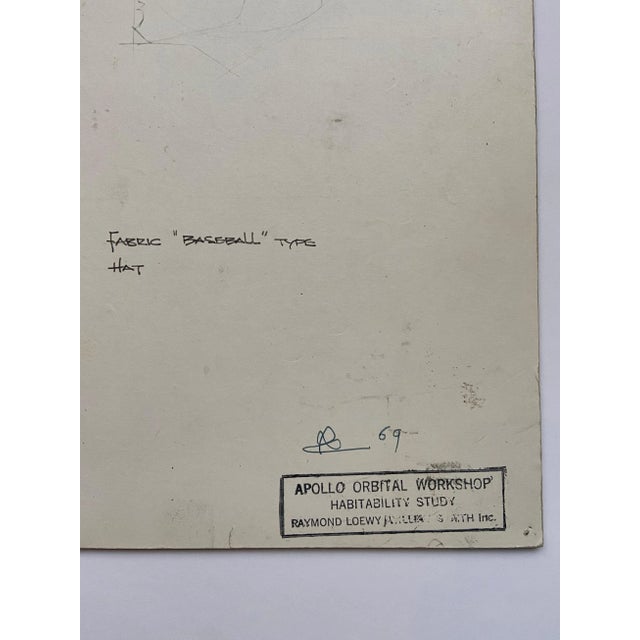 FABRIC "BASEBALL" TYPE
HAT
69
APOLLO ORBITAL WORKSHOP
HABITABILITY STUDY
RAYMOND LOEWY Inc.